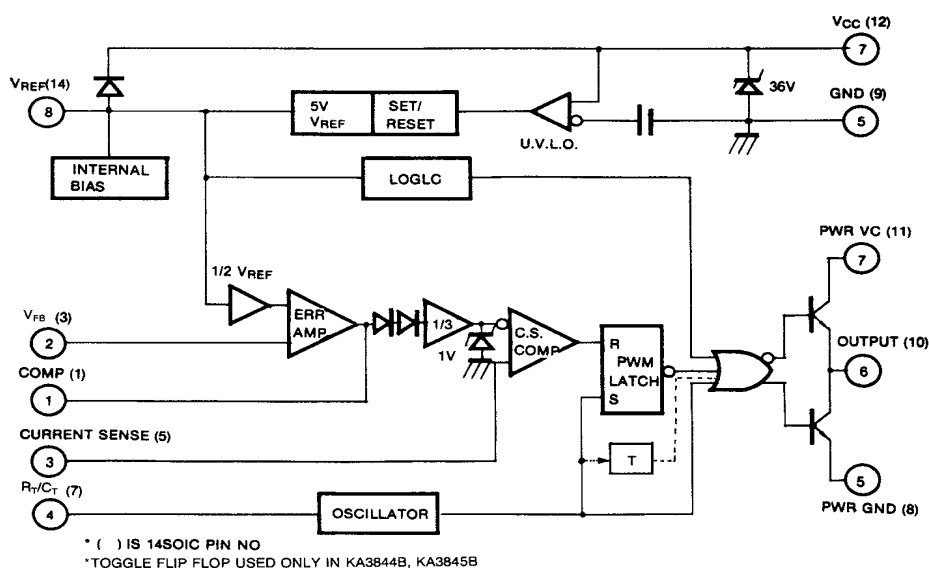 VCC (12)
7
VREF(14)
8
36V
GND (9)
5
5V
VREF
SET/
RESET
U.V.L.O.
INTERNAL
BIAS
LOGLC
PWR VC (11)
7
1/2 VREF
ERR
AMP
1/3
1V
C.S.
COMP
VFB (3)
2
COMP (1)
1
R
PWM
LATCH
S
OUTPUT (10)
6
CURRENT SENSE (5)
3
T
RT/CT (7)
4
OSCILLATOR
5
PWR GND (8)
* ( ) IS 14SOIC PIN NO
*TOGGLE FLIP FLOP USED ONLY IN KA3844B, KA3845B